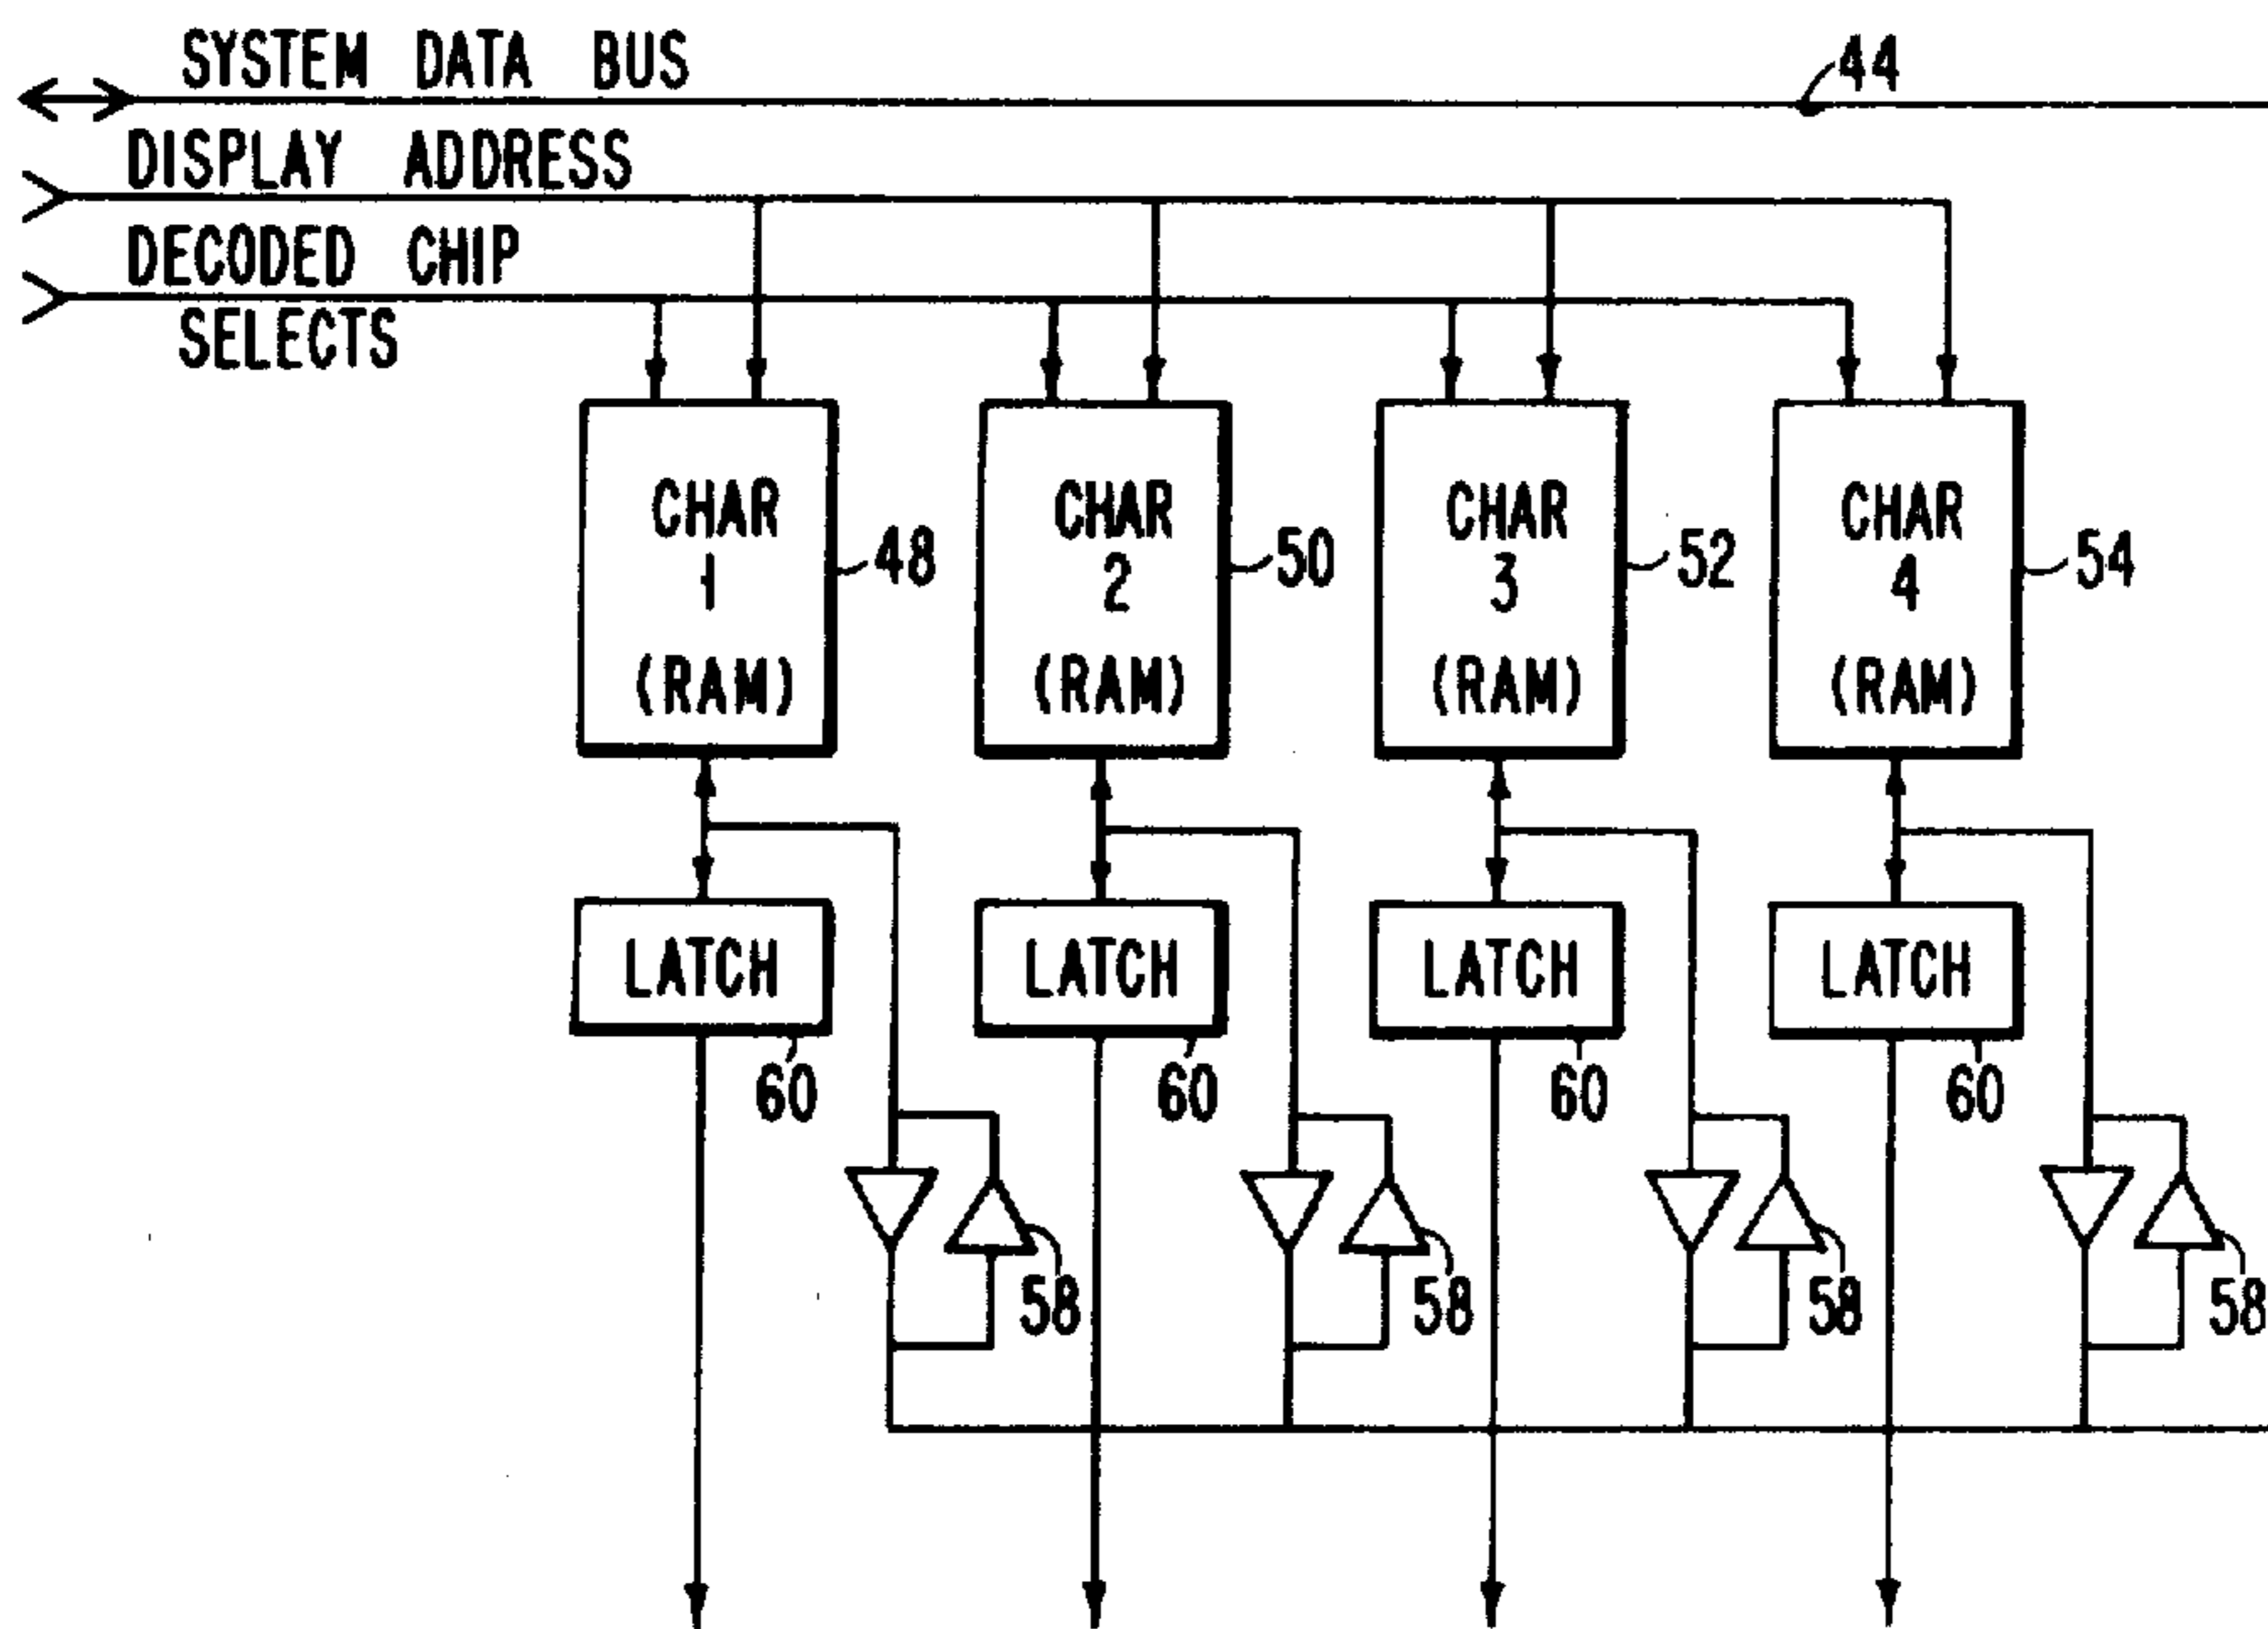 SYSTEM DATA BUS
44
DISPLAY ADDRESS
DECODED CHIP
SELECTS
CHAR
1
(RAM)
48
CHAR
2
(RAM)
50
CHAR
3
(RAM)
52
CHAR
4
(RAM)
54
LATCH
LATCH
LATCH
LATCH
60
60
60
60
58
58
58
58